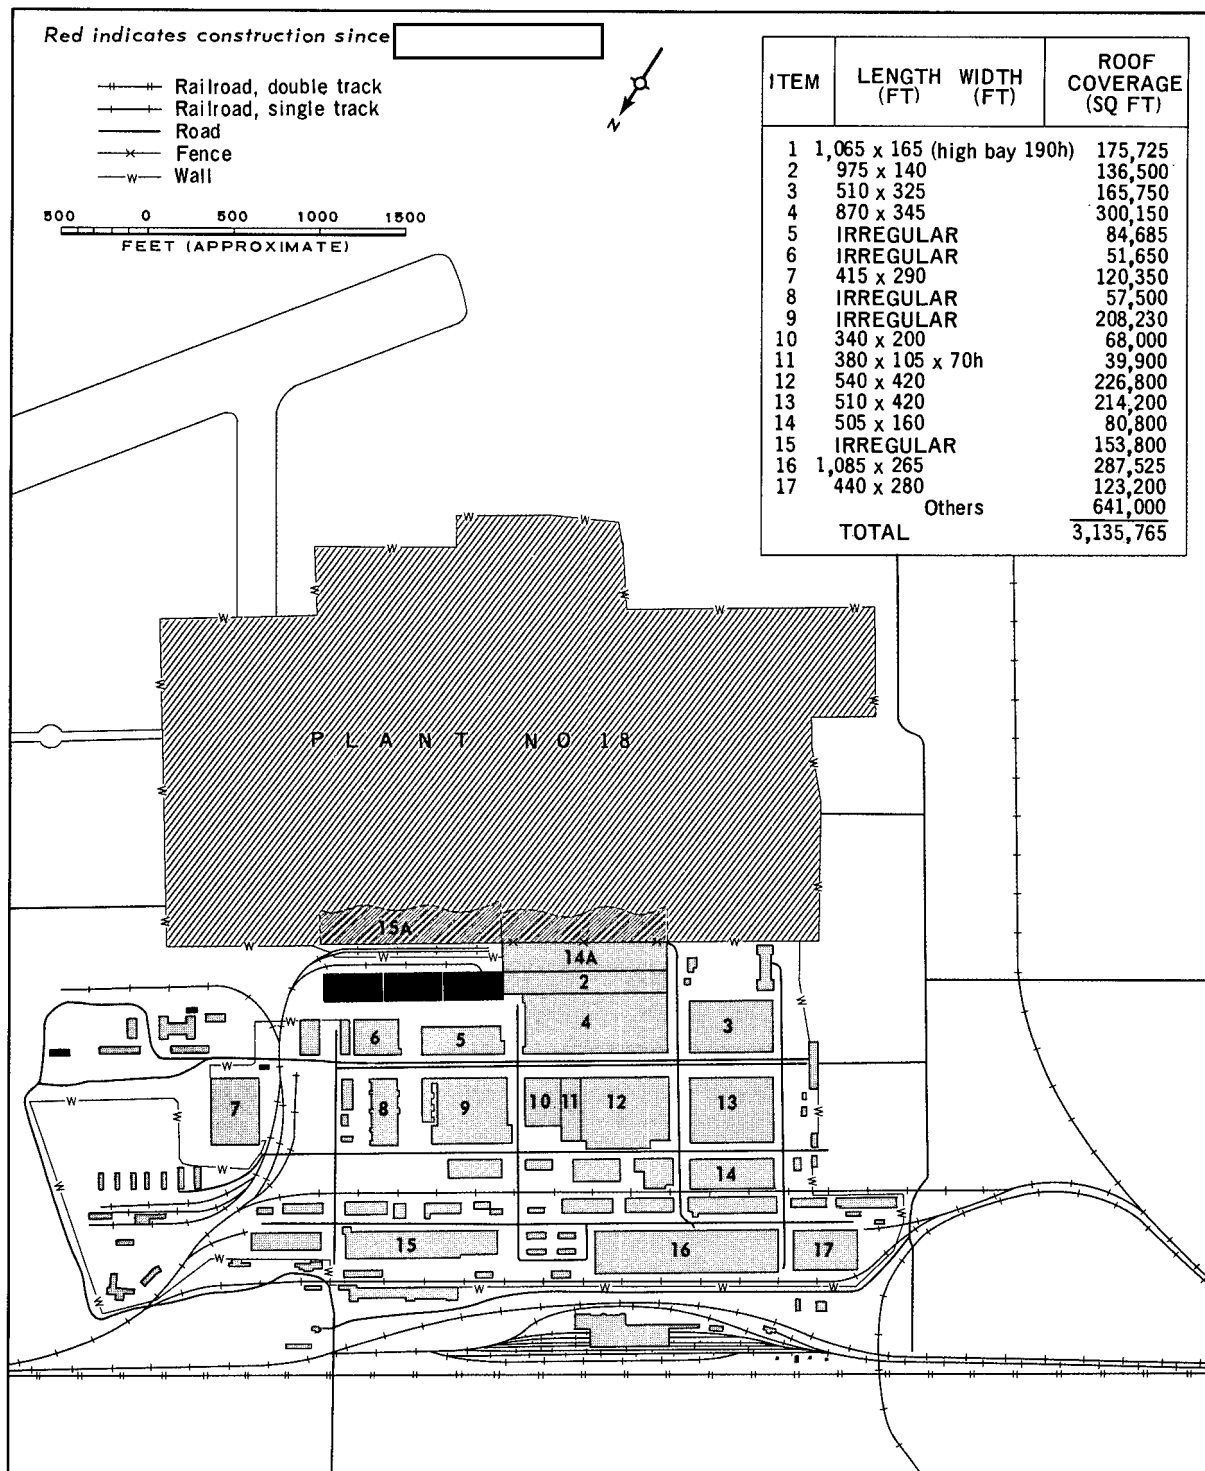 Red indicates construction since
Railroad, double track
Railroad, single track
Road
Fence
W Wall
500 0 500 1000 1500
FEET (APPROXIMATE)
N
ITEM LENGTH (FT) WIDTH (FT) ROOF COVERAGE (SQ FT)
1 1,065 x 165 (high bay 190h) 175,725
2 975 x 140 136,500
3 510 x 325 165,750
4 870 x 345 300,150
5 IRREGULAR 84,685
6 IRREGULAR 51,650
7 415 x 290 120,350
8 IRREGULAR 57,500
9 IRREGULAR 208,230
10 340 x 200 68,000
11 380 x 105 x 70h 39,900
12 540 x 420 226,800
13 510 x 420 214,200
14 505 x 160 80,800
15 IRREGULAR 153,800
16 1,085 x 265 287,525
17 440 x 280 123,200
Others 641,000
TOTAL 3,135,765
PLANT NO 18
15A
14A
2
4
3
6
5
7
8
9
10
11
12
13
14
15
16
17